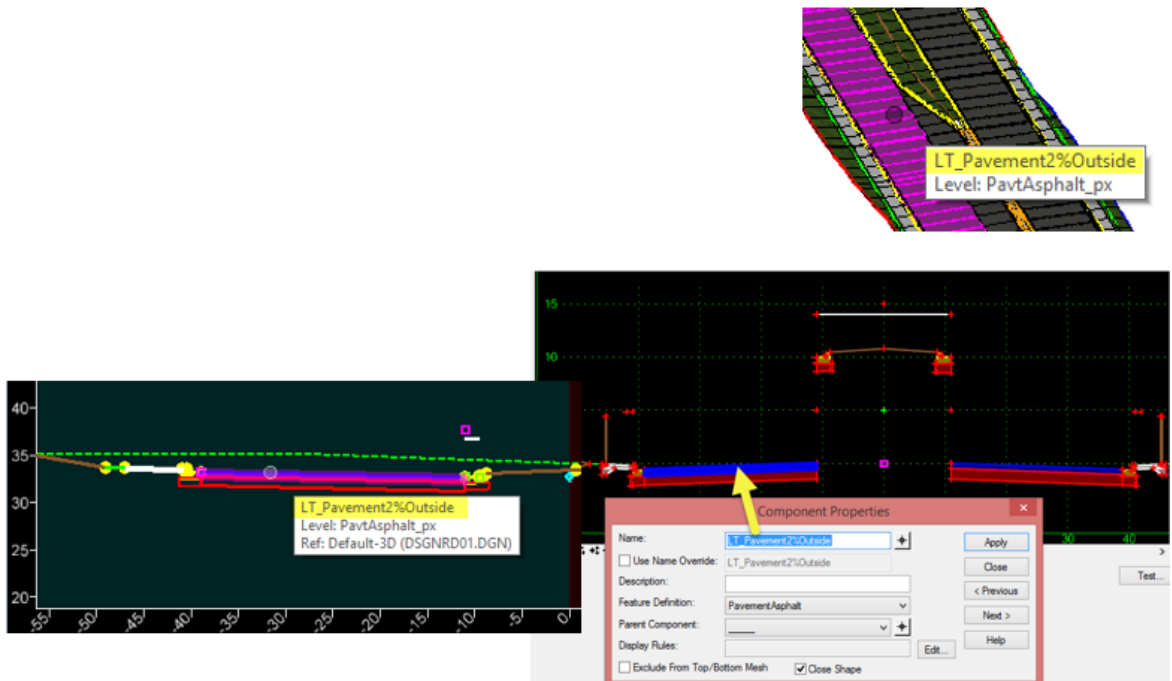 LT_Pavement2%Outside
Level: PavtAsphalt_px
15
10
30
40
40
35
30
25
20
-55
-50
-45
-40
-35
-30
-25
-20
-15
-10
-5
0
LT_Pavement2%Outside
Level: PavtAsphalt_px
Ref: Default-3D (DSGNRD01.DGN)
Component Properties
Name: LT_Pavement2%Outside
Apply
Use Name Override: LT_Pavement2%Outside
Close
Description:
< Previous
Feature Definition: PavementAsphalt
Next >
Parent Component:
Help
Display Rules:
Edit...
Exclude From Top/Bottom Mesh
Close Shape
Test...